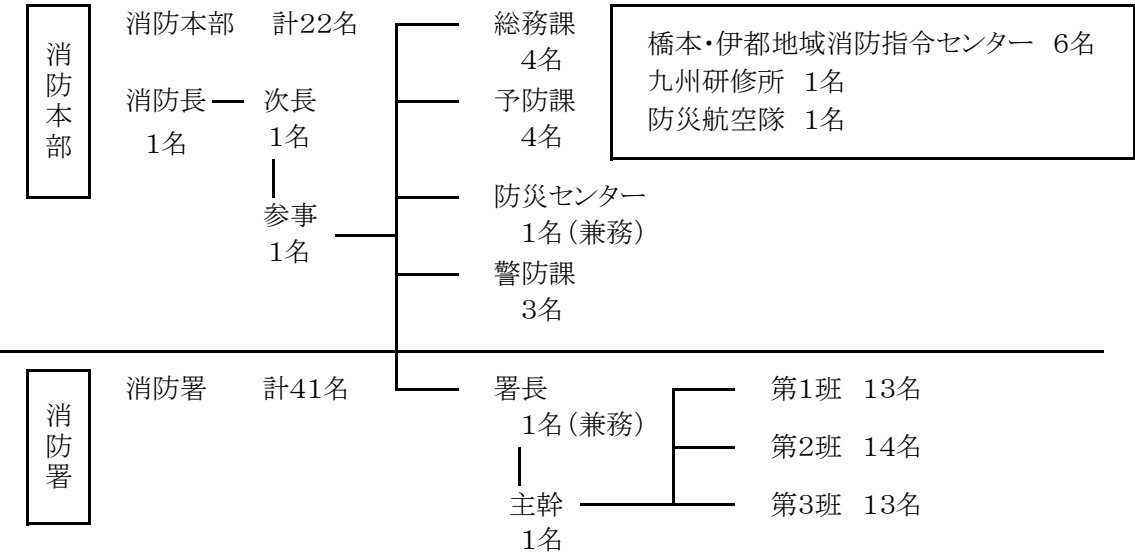 消防本部
消防本部　計22名
消防長
1名
次長
1名
参事
1名
総務課
4名
予防課
4名
防災センター
1名（兼務）
警防課
3名
橋本・伊都地域消防指令センター　6名
九州研修所　1名
防災航空隊　1名
消防署
消防署　計41名
署長
1名（兼務）
主幹
1名
第1班　13名
第2班　14名
第3班　13名